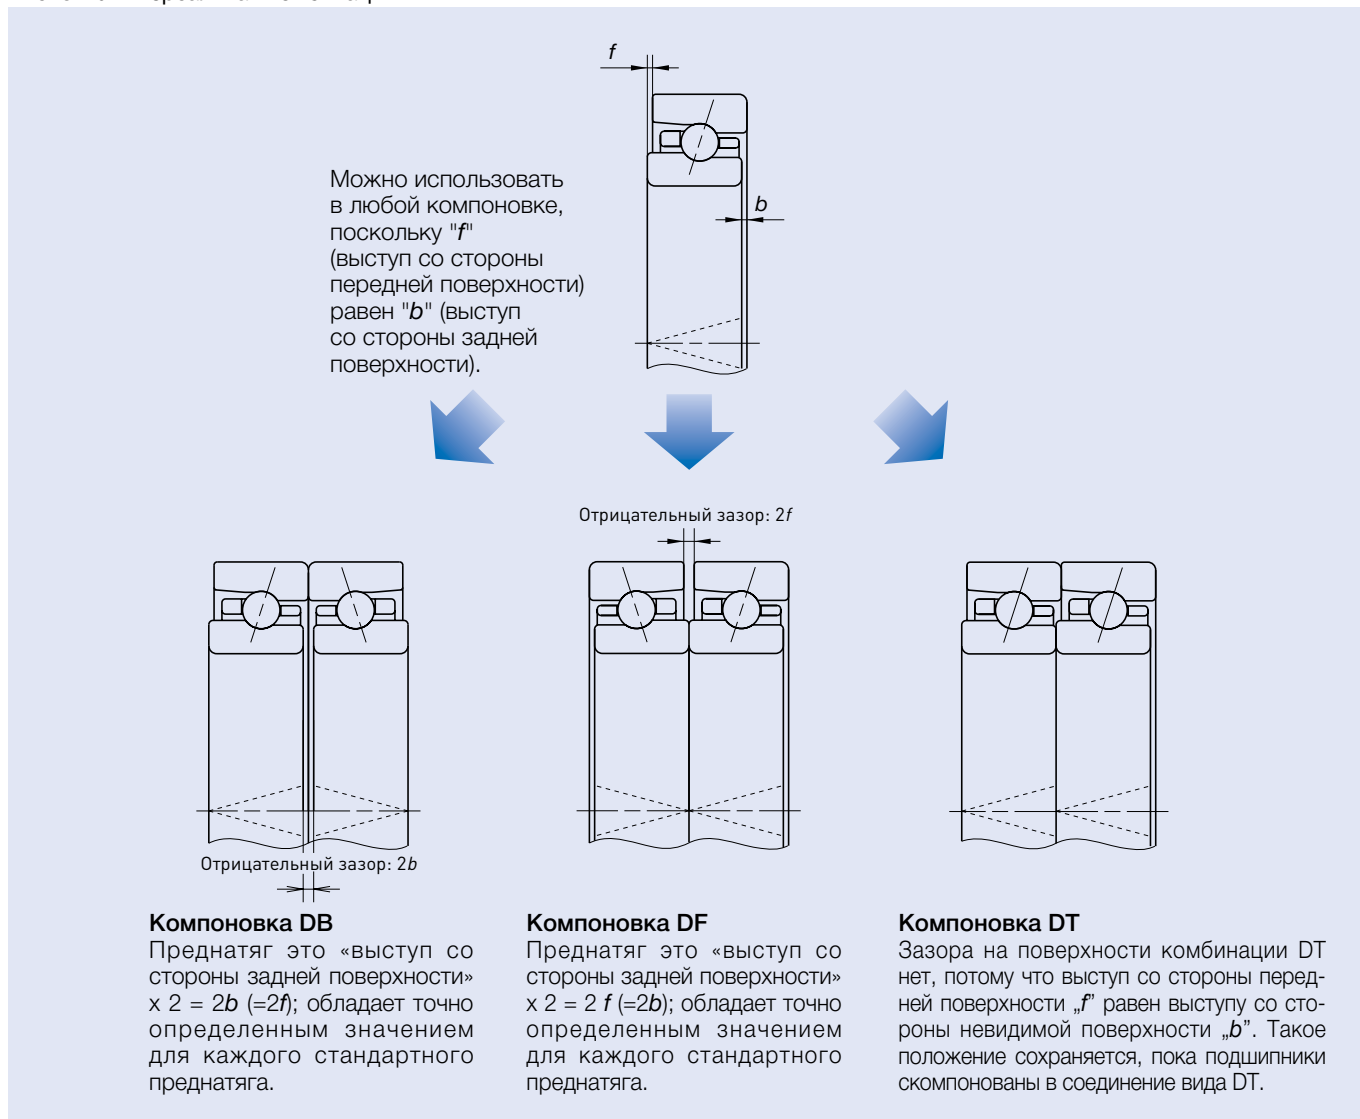 f
Можно использовать
в любой компоновке,
поскольку "f"
(выступ со стороны
передней поверхности)
равен "b" (выступ
со стороны задней
поверхности).
b
Отрицательный зазор: 2f
Отрицательный зазор: 2b
Компоновка DB
Преднатяг это «выступ со
стороны задней поверхности»
x 2 = 2b (=2f); обладает точно
определенным значением
для каждого стандартного
преднатяга.
Компоновка DF
Преднатяг это «выступ со
стороны задней поверхности»
x 2 = 2 f (=2b); обладает точно
определенным значением
для каждого стандартного
преднатяга.
Компоновка DT
Зазора на поверхности комбинации DT
нет, потому что выступ со стороны перед-
ней поверхности „f” равен выступу со сто-
роны невидимой поверхности „b”. Такое
положение сохраняется, пока подшипники
скомпонованы в соединение вида DT.